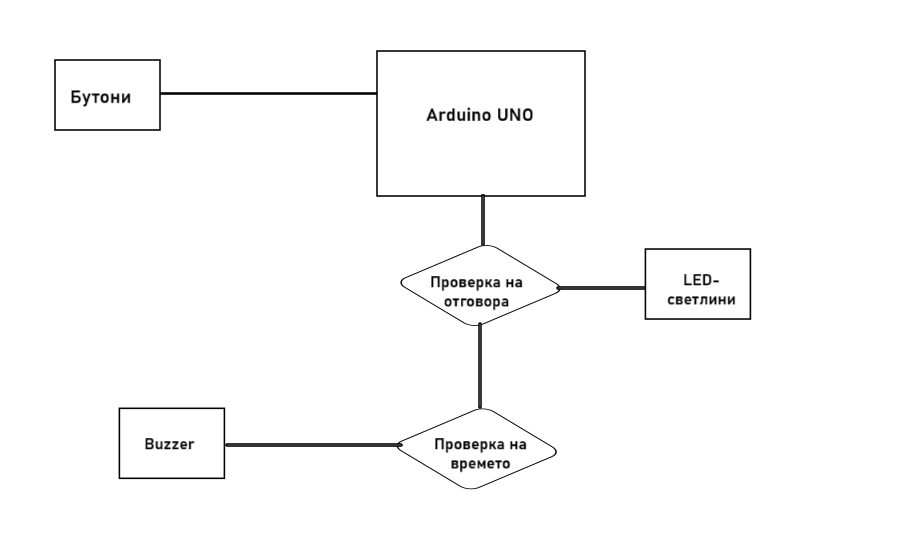 Бутони
Arduino UNO
Проверка на
отговора
LED-
светлини
Buzzer
Проверка на
времето